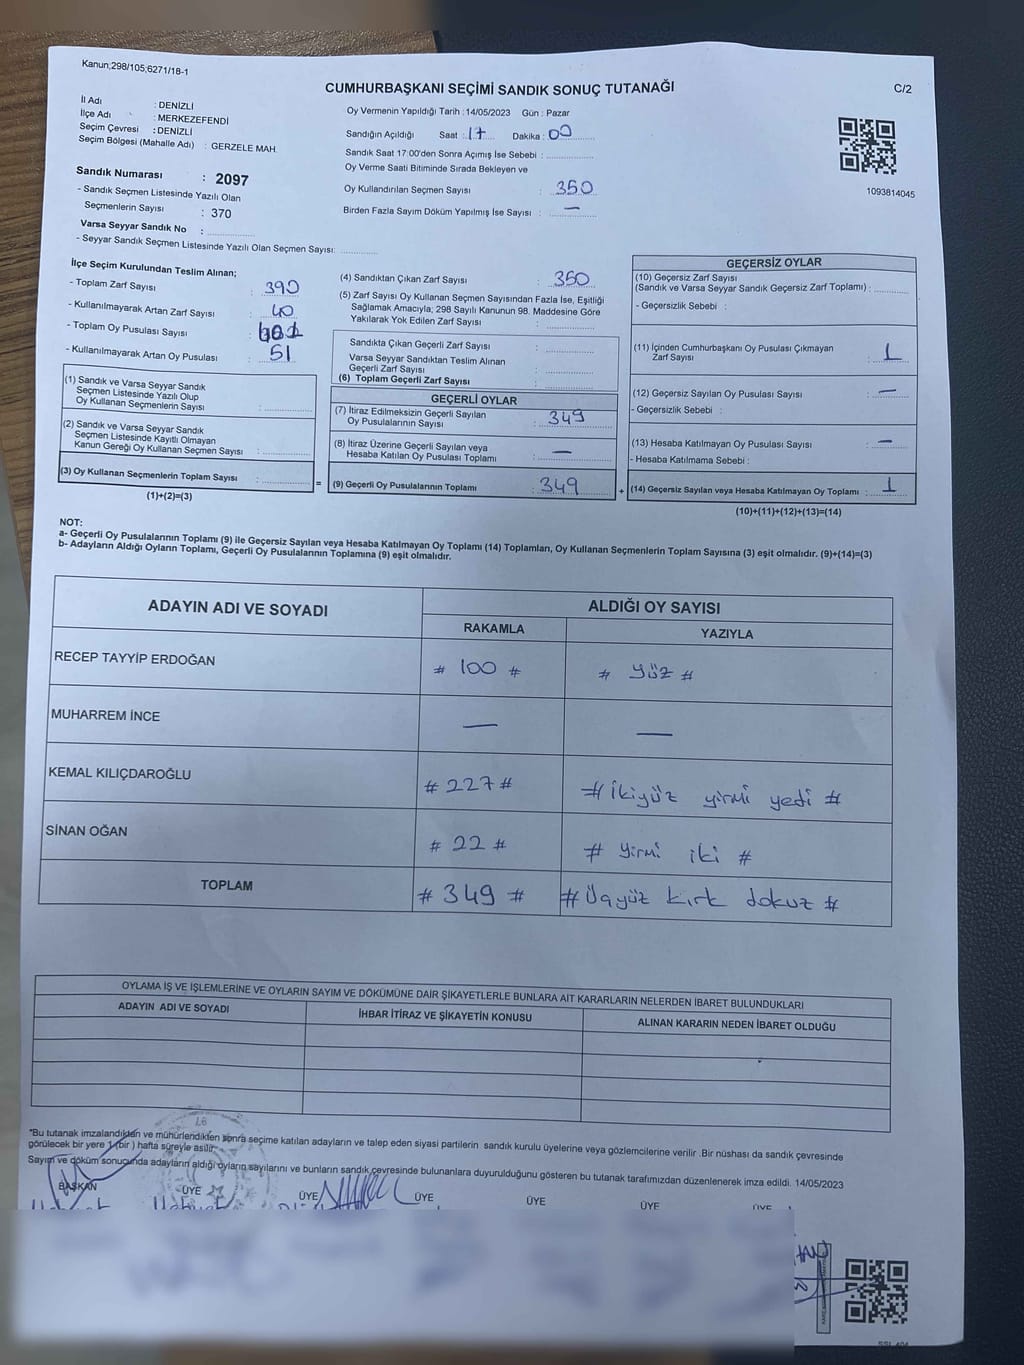 Kanun;298/105;6271/18-1
CUMHURBAŞKANI SEÇİMİ SANDIK SONUÇ TUTANAĞI
C/2
İl Adı : DENİZLİ
İlçe Adı : MERKEZEFENDİ
Seçim Çevresi : DENİZLİ
Seçim Bölgesi (Mahalle Adı) : GERZELE MAH.
Oy Vermenin Yapıldığı Tarih : 14/05/2023 Gün : Pazar
Sandığın Açıldığı Saat : 17 Dakika : 00
Sandık Saat 17:00'den Sonra Açımış İse Sebebi :
Oy Verme Saati Bitiminde Sırada Bekleyen ve
Oy Kullandırılan Seçmen Sayısı : 350
Birden Fazla Sayım Döküm Yapılmış İse Sayısı : —
1093814045
Sandık Numarası : 2097
- Sandık Seçmen Listesinde Yazılı Olan
Seçmenlerin Sayısı : 370
Varsa Seyyar Sandık No :
- Seyyar Sandık Seçmen Listesinde Yazılı Olan Seçmen Sayısı:
İlçe Seçim Kurulundan Teslim Alınan;
- Toplam Zarf Sayısı : 390
- Kullanılmayarak Artan Zarf Sayısı : 40
- Toplam Oy Pusulası Sayısı :
- Kullanılmayarak Artan Oy Pusulası : 51
(1) Sandık ve Varsa Seyyar Sandık
Seçmen Listesinde Yazılı Olup
Oy Kullanan Seçmenlerin Sayısı :
(2) Sandık ve Varsa Seyyar Sandık
Seçmen Listesinde Kayıtlı Olmayan
Kanun Gereği Oy Kullanan Seçmen Sayısı :
(3) Oy Kullanan Seçmenlerin Toplam Sayısı :
(1)+(2)=(3)
(4) Sandıktan Çıkan Zarf Sayısı : 350
(5) Zarf Sayısı Oy Kullanan Seçmen Sayısından Fazla İse, Eşitliği
Sağlamak Amacıyla; 298 Sayılı Kanunun 98. Maddesine Göre
Yakılarak Yok Edilen Zarf Sayısı :
Sandıkta Çıkan Geçerli Zarf Sayısı :
Varsa Seyyar Sandıktan Teslim Alınan
Geçerli Zarf Sayısı :
(6) Toplam Geçerli Zarf Sayısı :
GEÇERLİ OYLAR
(7) İtiraz Edilmeksizin Geçerli Sayılan
Oy Pusulalarının Sayısı : 349
(8) İtiraz Üzerine Geçerli Sayılan veya
Hesaba Katılan Oy Pusulası Toplamı : —
= (9) Geçerli Oy Pusulalarının Toplamı : 349
GEÇERSİZ OYLAR
(10) Geçersiz Zarf Sayısı
(Sandık ve Varsa Seyyar Sandık Geçersiz Zarf Toplamı) :
- Geçersizlik Sebebi :
(11) İçinden Cumhurbaşkanı Oy Pusulası Çıkmayan
Zarf Sayısı : 1
(12) Geçersiz Sayılan Oy Pusulası Sayısı : —
- Geçersizlik Sebebi :
(13) Hesaba Katılmayan Oy Pusulası Sayısı : —
- Hesaba Katılmama Sebebi :
+ (14) Geçersiz Sayılan veya Hesaba Katılmayan Oy Toplamı : 1
(10)+(11)+(12)+(13)=(14)
NOT:
a- Geçerli Oy Pusulalarının Toplamı (9) ile Geçersiz Sayılan veya Hesaba Katılmayan Oy Toplamı (14) Toplamları, Oy Kullanan Seçmenlerin Toplam Sayısına (3) eşit olmalıdır. (9)+(14)=(3)
b- Adayların Aldığı Oyların Toplamı, Geçerli Oy Pusulalarının Toplamına (9) eşit olmalıdır.
ADAYIN ADI VE SOYADI ALDIĞI OY SAYISI
RAKAMLA YAZIYLA
RECEP TAYYİP ERDOĞAN # 100 # # yüz #
MUHARREM İNCE — —
KEMAL KILIÇDAROĞLU # 227 # # ikiyüz yirmi yedi #
SİNAN OĞAN # 22 # # yirmi iki #
TOPLAM # 349 # # Üçyüz kırk dokuz #
OYLAMA İŞ VE İŞLEMLERİNE VE OYLARIN SAYIM VE DÖKÜMÜNE DAİR ŞİKAYETLERLE BUNLARA AİT KARARLARIN NELERDEN İBARET BULUNDUKLARI
ADAYIN ADI VE SOYADI İHBAR İTİRAZ VE ŞİKAYETİN KONUSU ALINAN KARARIN NEDEN İBARET OLDUĞU
*Bu tutanak imzalandıktan ve mühürlendikten sonra seçime katılan adayların ve talep eden siyasi partilerin sandık kurulu üyelerine veya gözlemcilerine verilir .Bir nüshası da sandık çevresinde
görülecek bir yere 1 (bir ) hafta süreyle asılır.
Sayım ve döküm sonucunda adayların aldığı oyların sayılarını ve bunların sandık çevresinde bulunanlara duyurulduğunu gösteren bu tutanak tarafımızdan düzenlenerek imza edildi. 14/05/2023
BAŞKAN ÜYE ÜYE ÜYE ÜYE ÜYE ÜYE